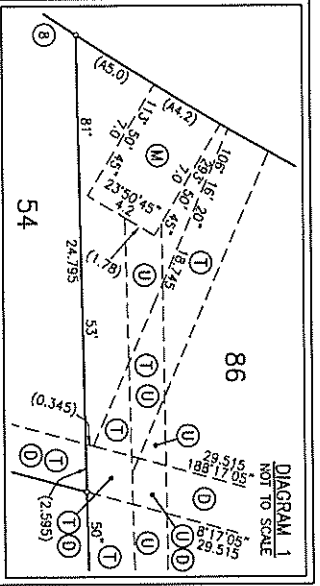 DIAGRAM 1
NOT TO SCALE
8
(A5.0)
(A4.2)
M
113° 50' 45"
7.0
293° 50' 45"
7.0
106° 16' 20"
18.745
T
86
23°50'45"
4.2
(1.78)
U
T
U
U
81° 53' 50"
24.795
54
(0.345)
T
29.515
188°17'05"
D
8°17'05"
29.515
D
T
(2.595)
T
D
U
D
U
T